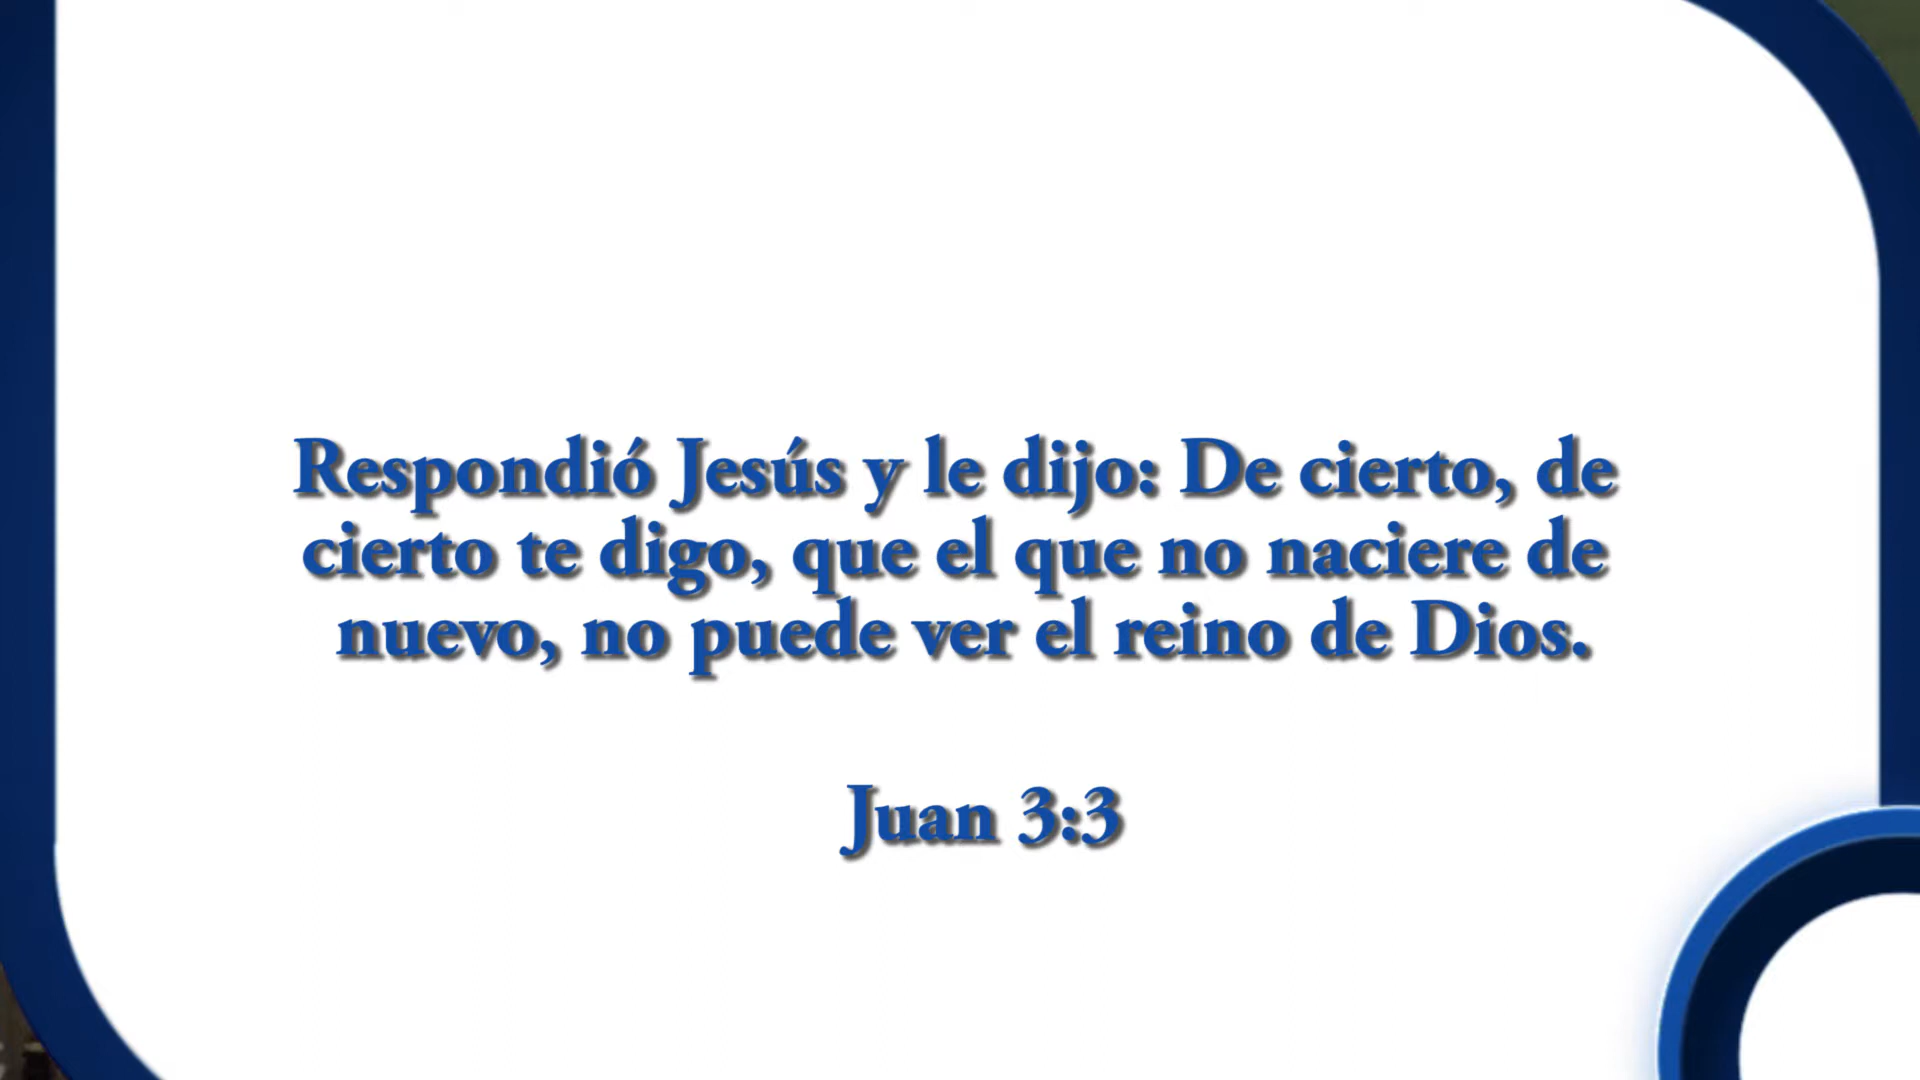 Respondió Jesús y le dijo: De cierto, de
cierto te digo, que el que no naciere de
nuevo, no puede ver el reino de Dios.
Juan 3:3